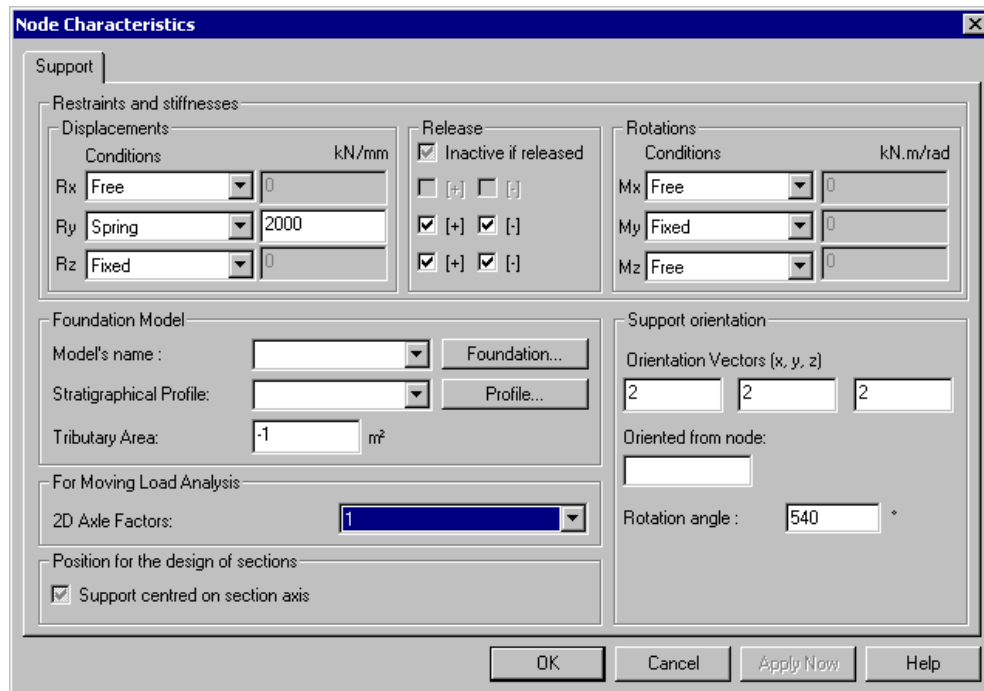 Node Characteristics
Support
Restraints and stiffnesses
Displacements
Conditions kN/mm
Rx Free 0
Ry Spring 2000
Rz Fixed 0
Release
Inactive if released
[+] [-]
[+] [-]
[+] [-]
Rotations
Conditions kN.m/rad
Mx Free 0
My Fixed 0
Mz Free 0
Foundation Model
Model's name :
Foundation...
Stratigraphical Profile:
Profile...
Tributary Area: -1 m²
For Moving Load Analysis
2D Axle Factors: 1
Position for the design of sections
Support centred on section axis
Support orientation
Orientation Vectors (x, y, z)
2 2 2
Oriented from node:
Rotation angle : 540 °
OK Cancel Apply Now Help